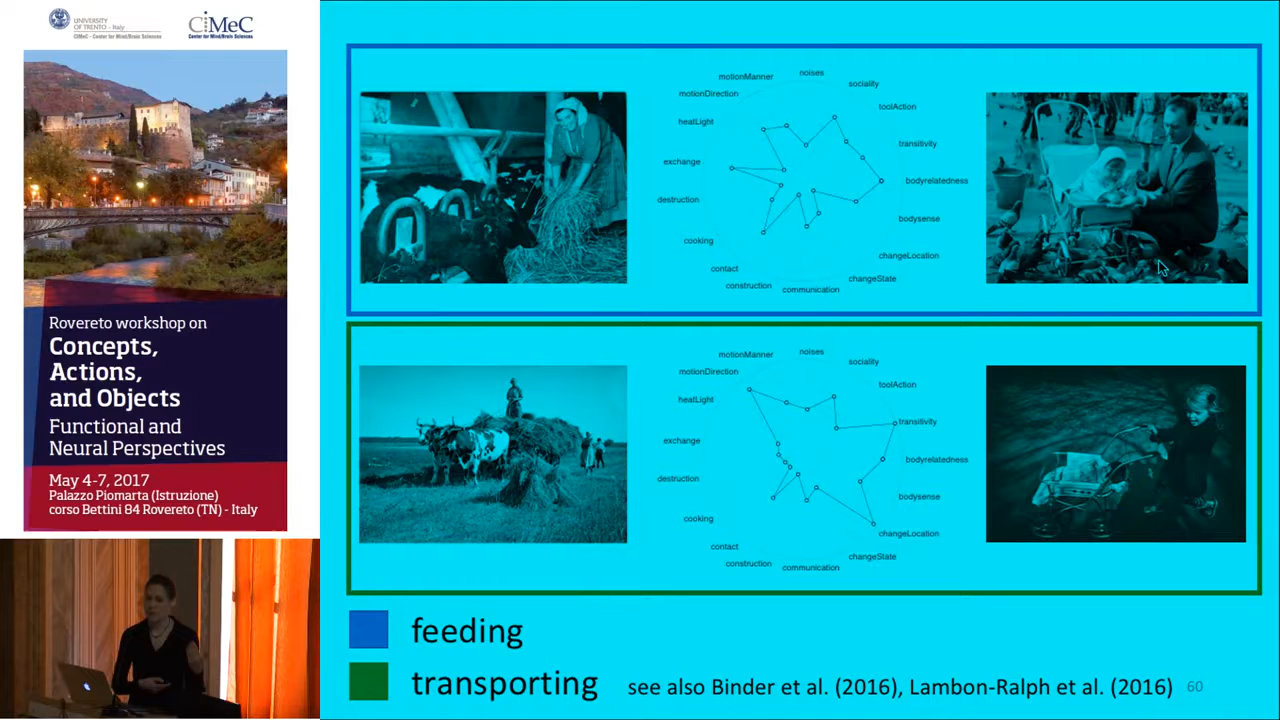 UNIVERSITY
OF TRENTO - Italy
CIMeC - Center for Mind/Brain Sciences
CiMeC
Center for Mind/Brain Sciences
Rovereto workshop on
Concepts,
Actions,
and Objects
Functional and
Neural Perspectives
May 4-7, 2017
Palazzo Piomarta (Istruzione)
corso Bettini 84 Rovereto (TN) - Italy
noises
motionManner
sociality
motionDirection
toolAction
heatLight
transitivity
exchange
bodyrelatedness
destruction
bodysense
cooking
changeLocation
contact
changeState
construction
communication
noises
motionManner
sociality
motionDirection
toolAction
heatLight
transitivity
exchange
bodyrelatedness
destruction
bodysense
cooking
changeLocation
contact
changeState
construction
communication
feeding
transporting
see also Binder et al. (2016), Lambon-Ralph et al. (2016)
60